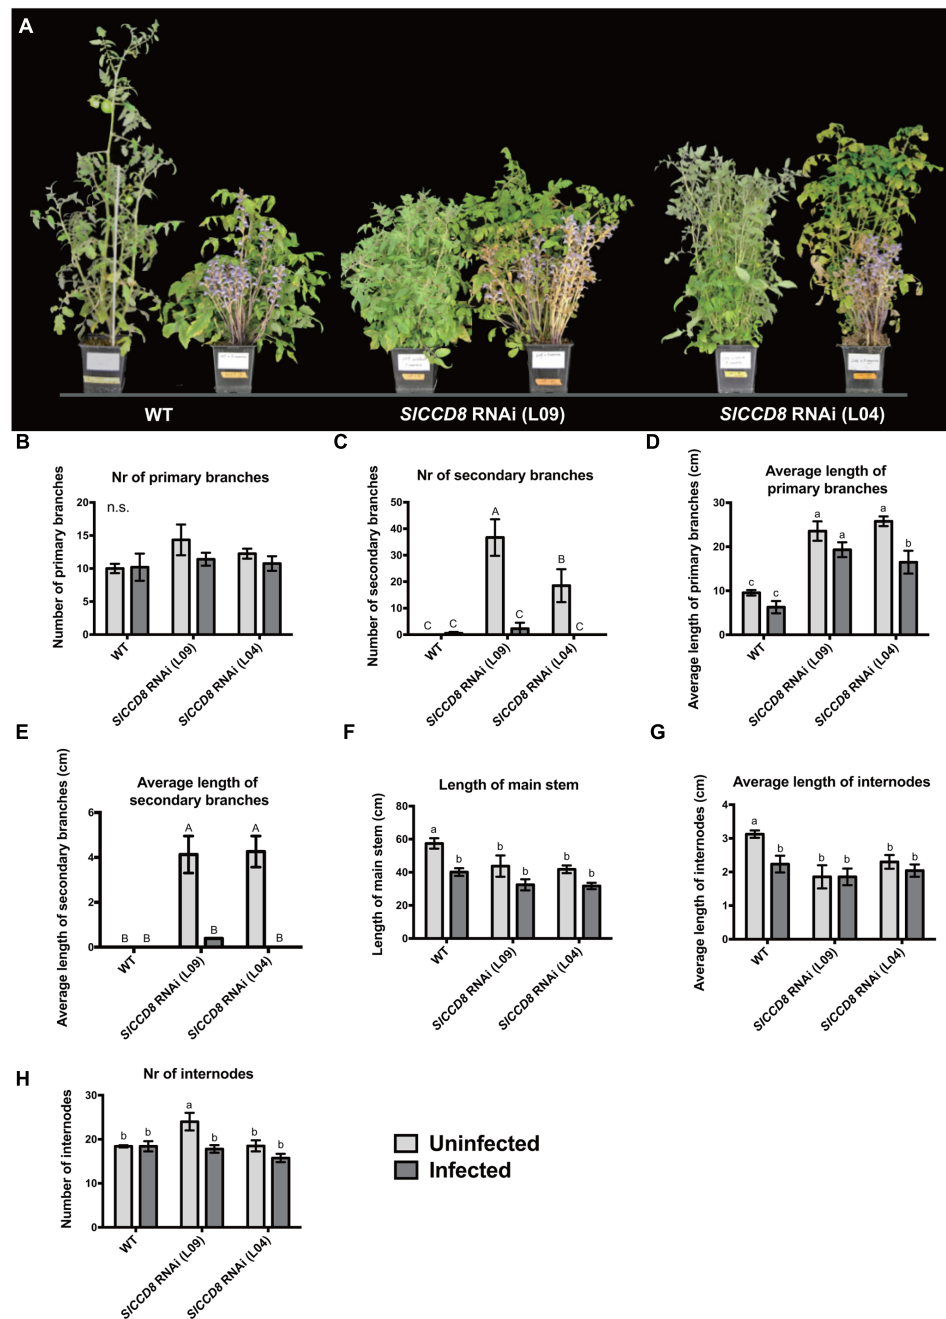 A
WT
SlCCD8 RNAi (L09)
SlCCD8 RNAi (L04)
B
Nr of primary branches
Number of primary branches
20
15
10
5
0
n.s.
WT
SlCCD8 RNAi (L09)
SlCCD8 RNAi (L04)
C
Nr of secondary branches
Number of secondary branches
50
40
30
20
10
0
C C A C B C
WT
SlCCD8 RNAi (L09)
SlCCD8 RNAi (L04)
D
Average length of
primary branches
Average length of primary branches (cm)
30
20
10
0
c c a a a b
WT
SlCCD8 RNAi (L09)
SlCCD8 RNAi (L04)
E
Average length of
secondary branches
Average length of secondary branches (cm)
6
4
2
0
B B A B A B
WT
SlCCD8 RNAi (L09)
SlCCD8 RNAi (L04)
F
Length of main stem
Length of main stem (cm)
80
60
40
20
0
a b b b b b
WT
SlCCD8 RNAi (L09)
SlCCD8 RNAi (L04)
G
Average length of internodes
Average length of internodes (cm)
4
3
2
1
0
a b b b b b
WT
SlCCD8 RNAi (L09)
SlCCD8 RNAi (L04)
H
Nr of internodes
Number of internodes
30
20
10
0
b b a b b b
WT
SlCCD8 RNAi (L09)
SlCCD8 RNAi (L04)
Uninfected
Infected